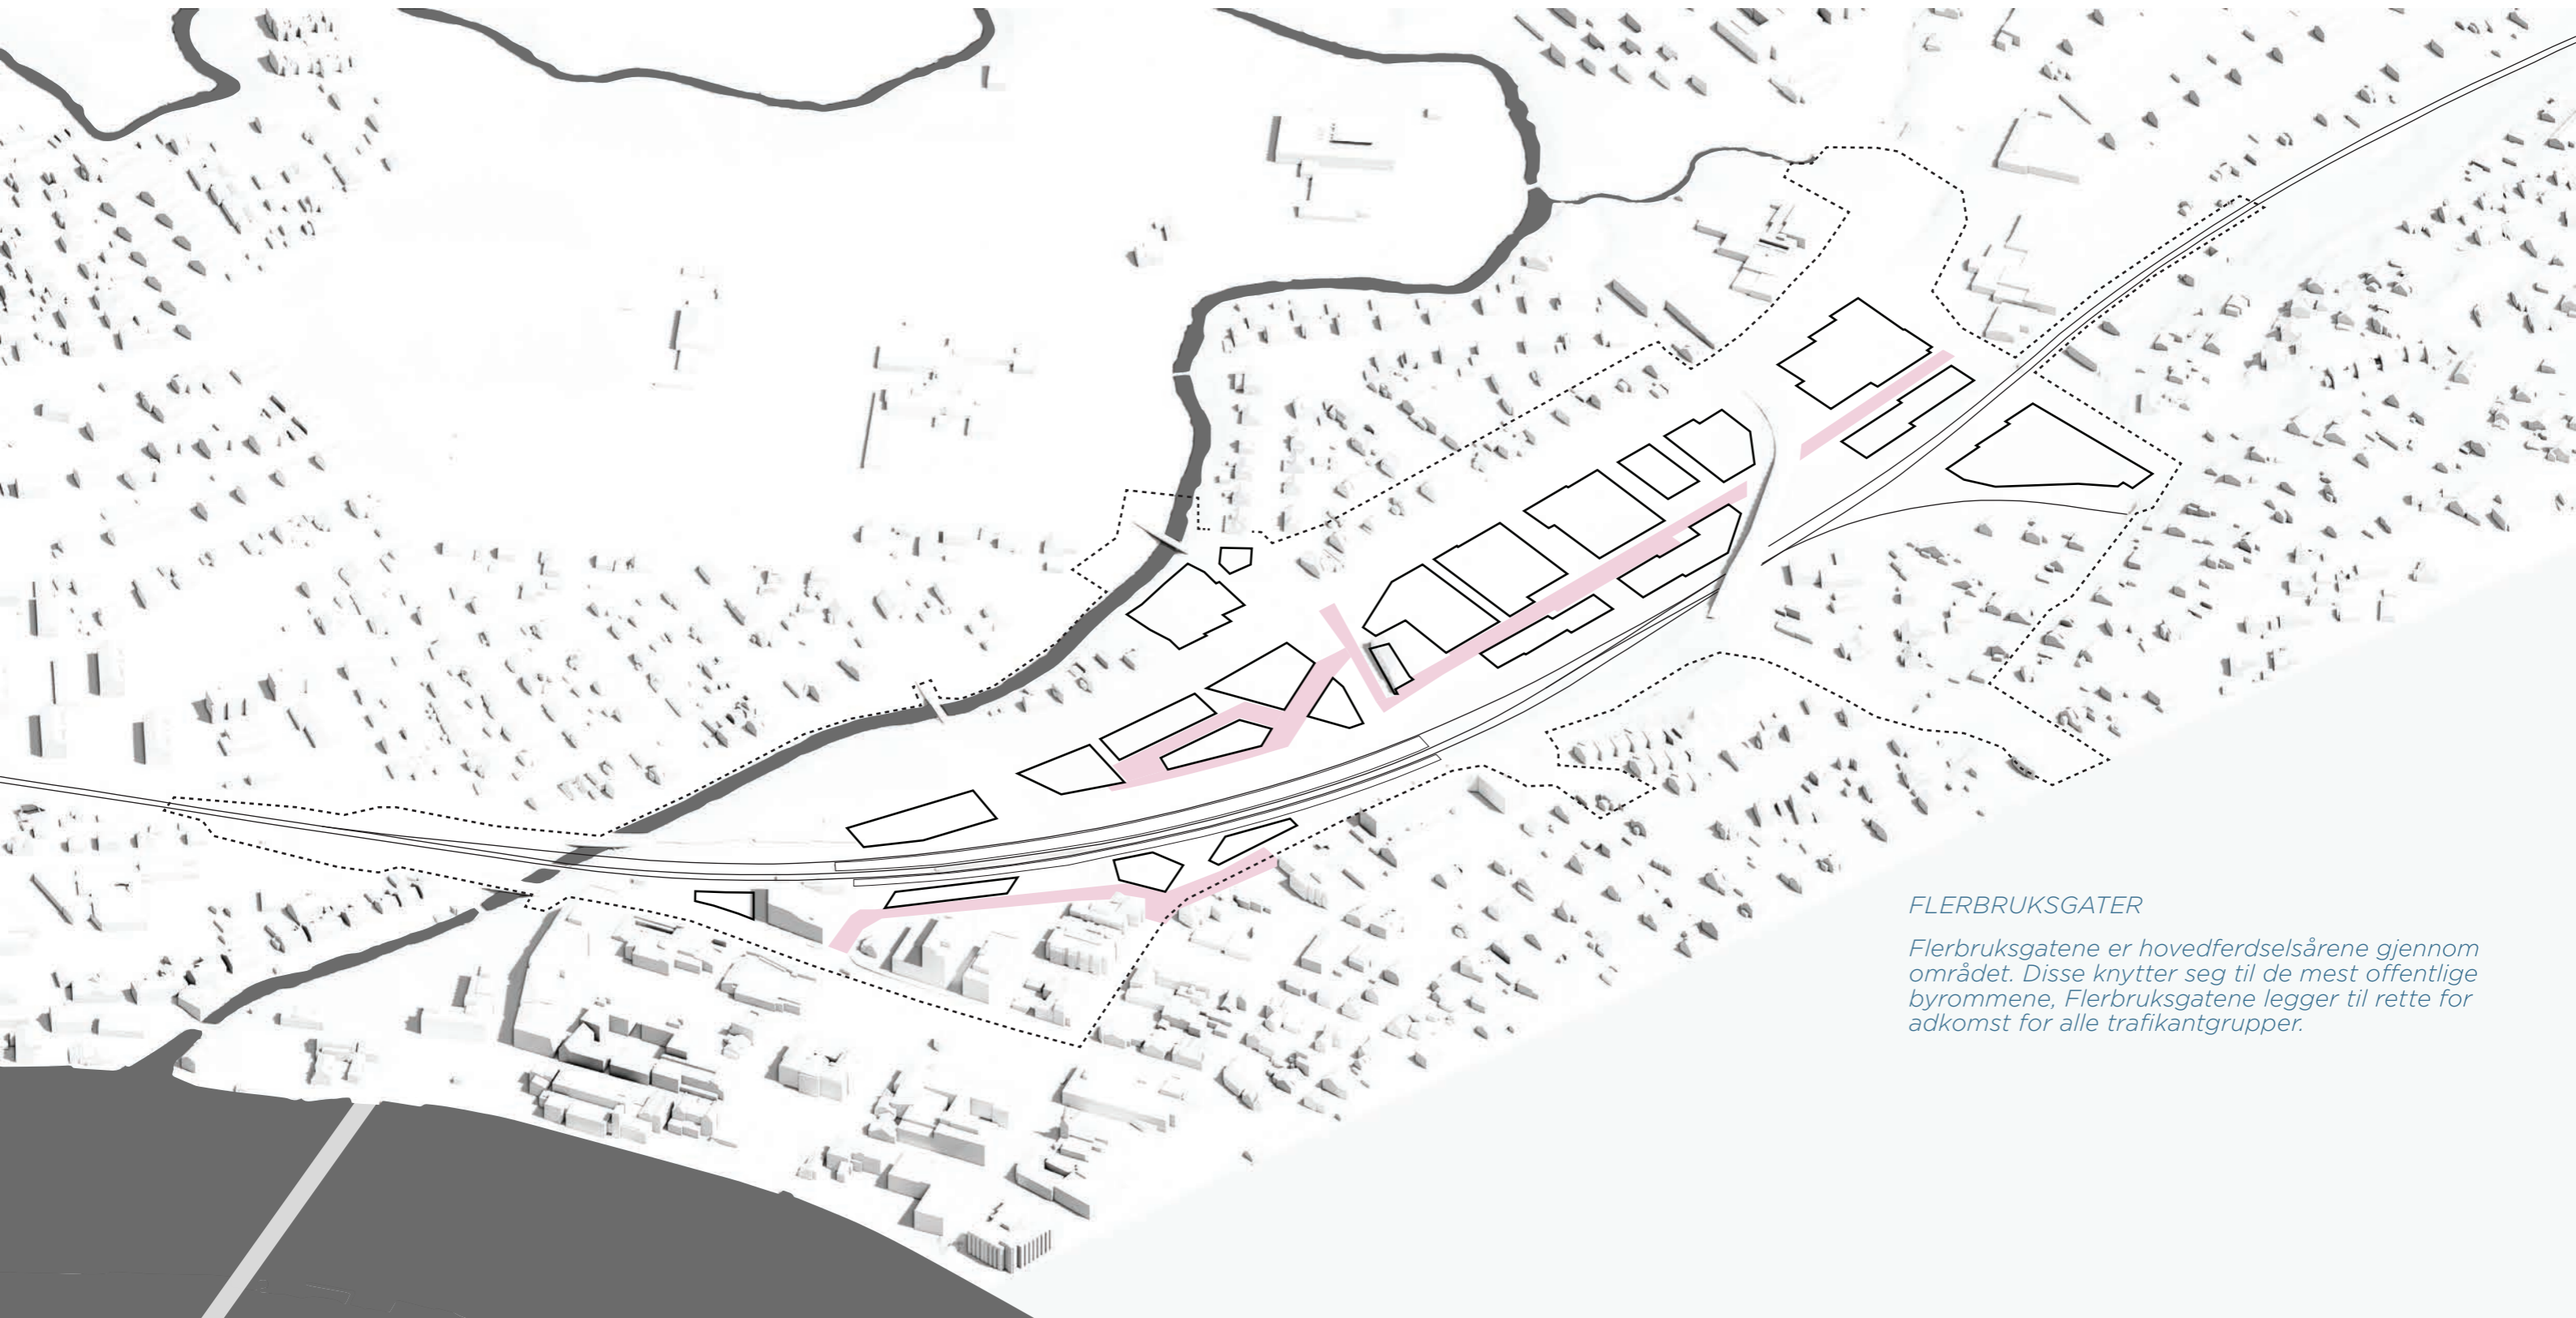 FLERBRUKSGATER
Flerbruksgatene er hovedferdselsårene gjennom
området. Disse knytter seg til de mest offentlige
byrommene, Flerbruksgatene legger til rette for
adkomst for alle trafikantgrupper.